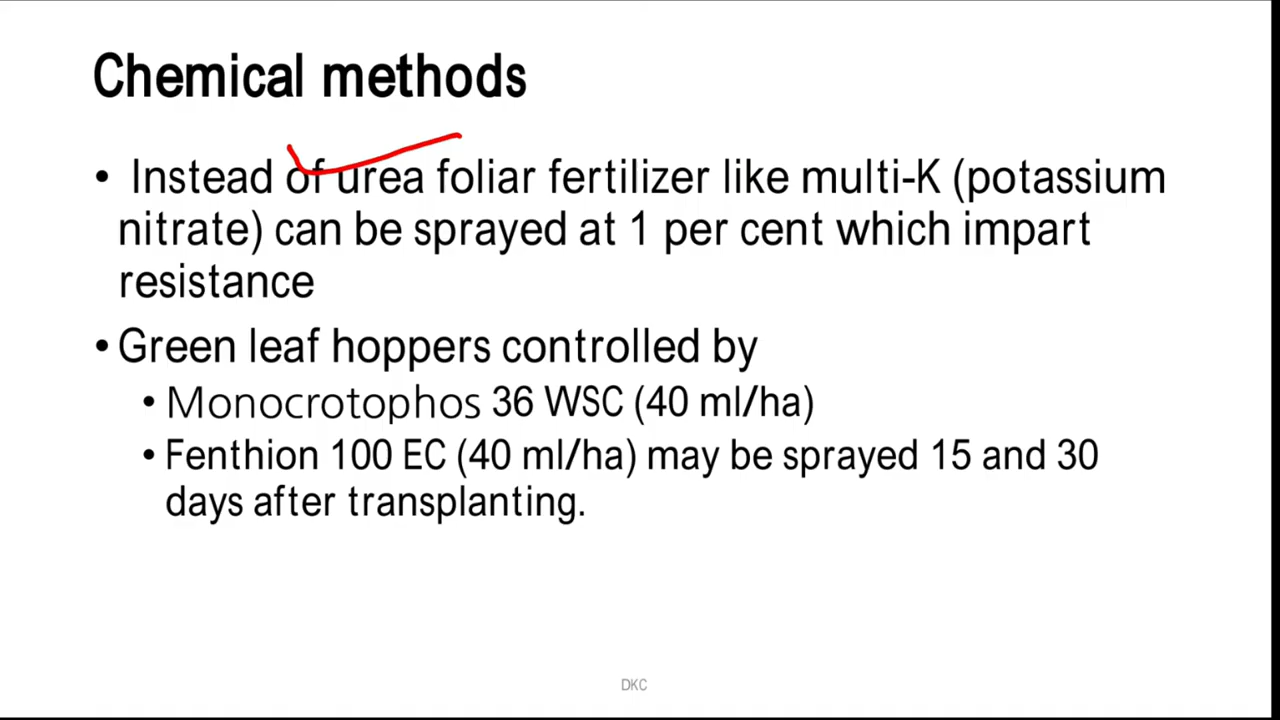 Chemical methods
• Instead of urea foliar fertilizer like multi-K (potassium
nitrate) can be sprayed at 1 per cent which impart
resistance
• Green leaf hoppers controlled by
• Monocrotophos 36 WSC (40 ml/ha)
• Fenthion 100 EC (40 ml/ha) may be sprayed 15 and 30
days after transplanting.
DKC